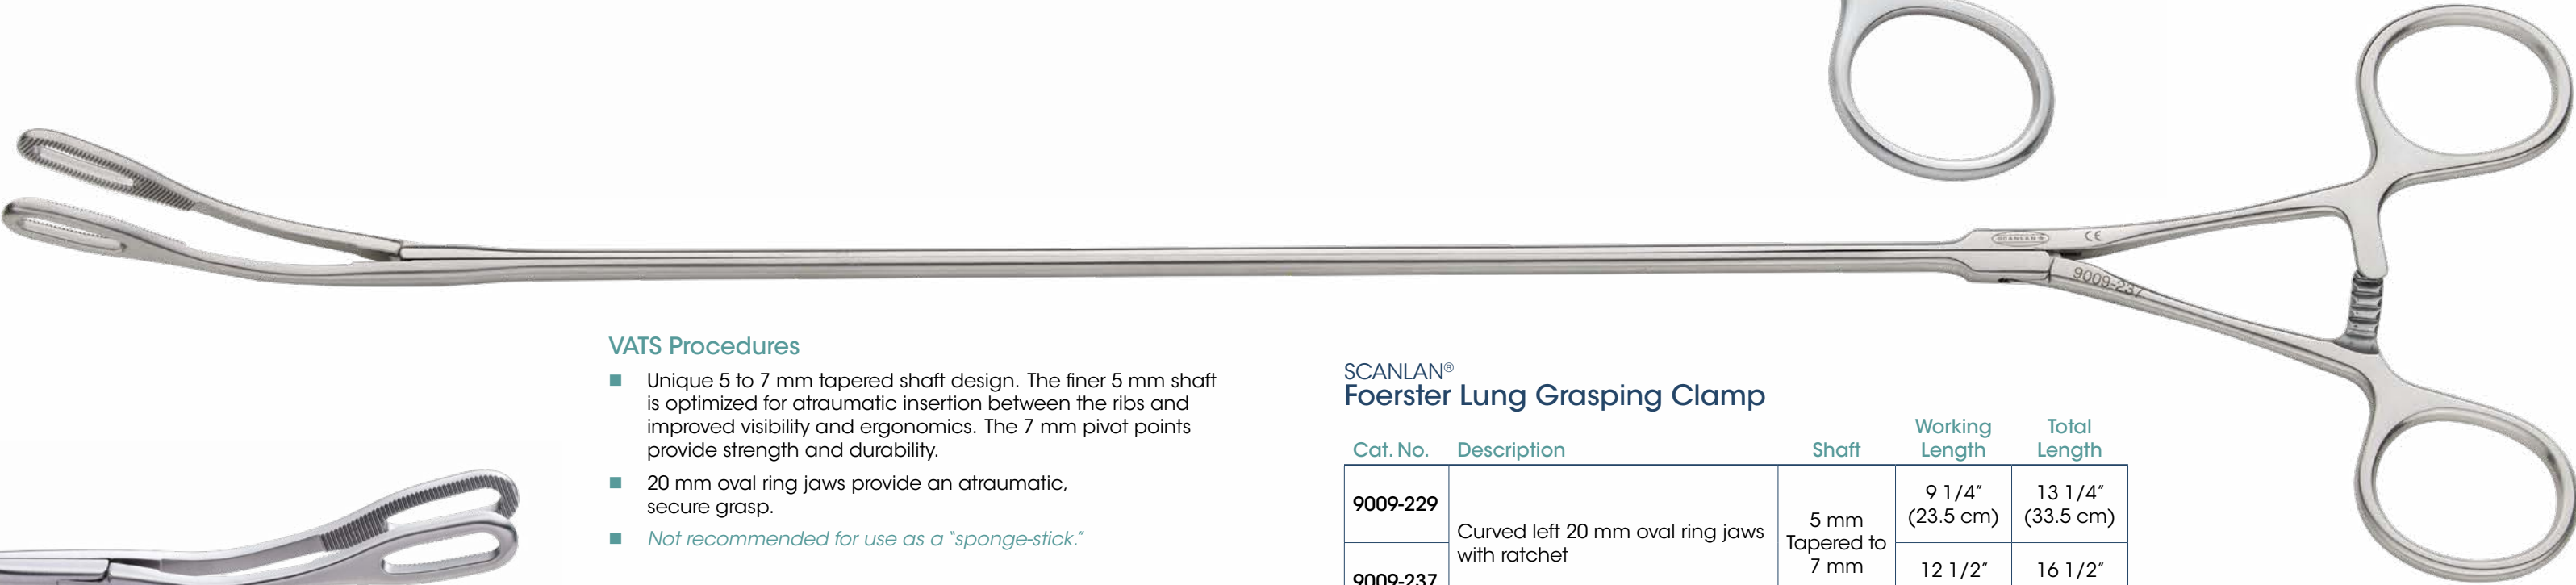 SCANLAN®
CE
9009-237
VATS Procedures
■ Unique 5 to 7 mm tapered shaft design. The finer 5 mm shaft
is optimized for atraumatic insertion between the ribs and
improved visibility and ergonomics. The 7 mm pivot points
provide strength and durability.
■ 20 mm oval ring jaws provide an atraumatic,
secure grasp.
■ Not recommended for use as a “sponge-stick.”
SCANLAN®
Foerster Lung Grasping Clamp
Cat. No. Description Shaft Working Length Total Length
9009-229 Curved left 20 mm oval ring jaws with ratchet 5 mm Tapered to 7 mm 9 1/4″ (23.5 cm) 13 1/4″ (33.5 cm)
9009-237 12 1/2″ 16 1/2″